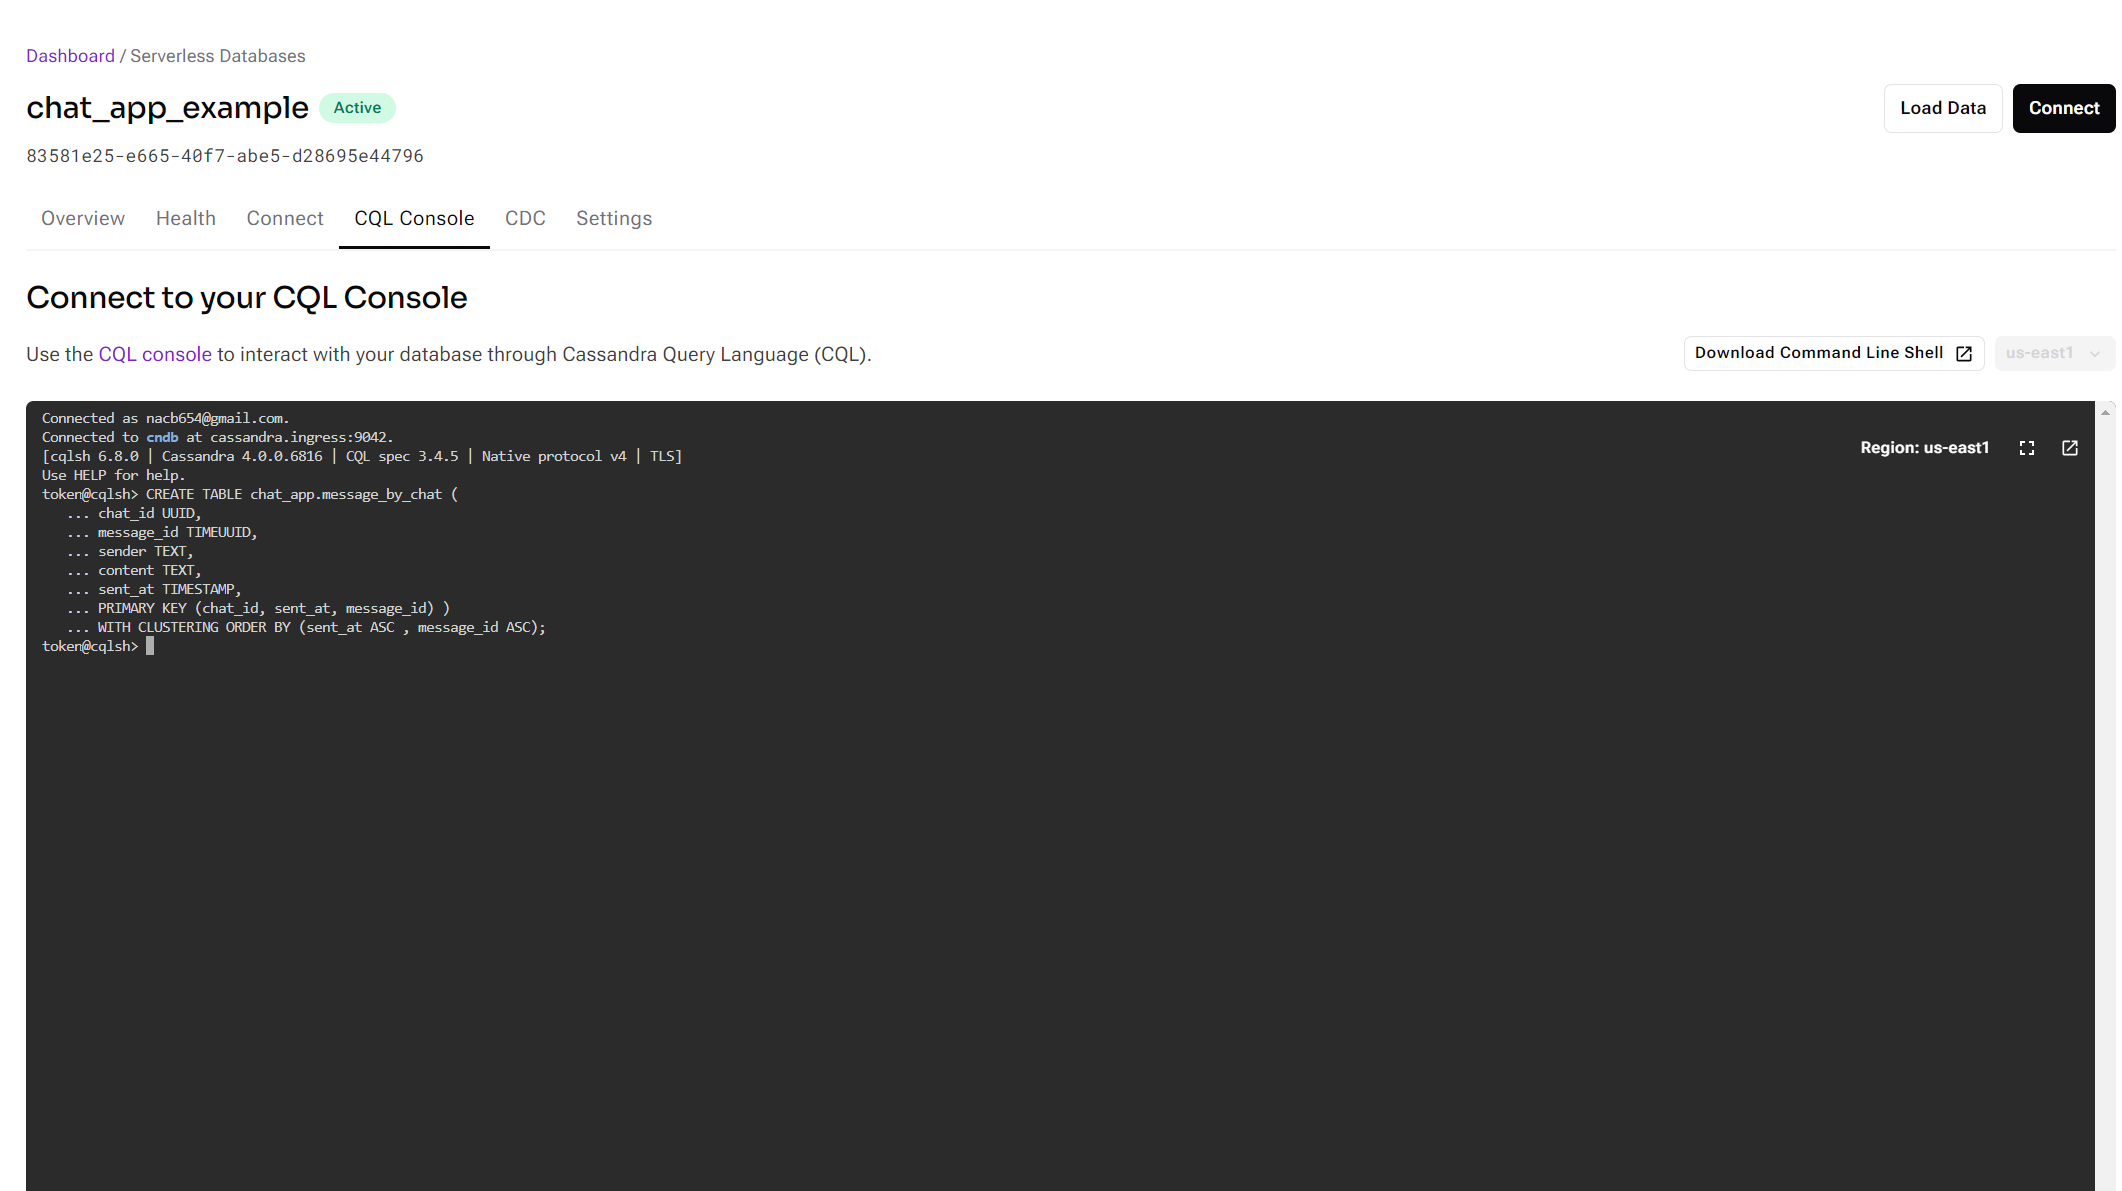 Dashboard / Serverless Databases
chat_app_example Active
Load Data Connect
83581e25-e665-40f7-abe5-d28695e44796
Overview Health Connect CQL Console CDC Settings
Connect to your CQL Console
Use the CQL console to interact with your database through Cassandra Query Language (CQL).
Download Command Line Shell us-east1
Connected as nacb654@gmail.com.
Connected to cndb at cassandra.ingress:9042.
Region: us-east1
[cqlsh 6.8.0 | Cassandra 4.0.0.6816 | CQL spec 3.4.5 | Native protocol v4 | TLS]
Use HELP for help.
token@cqlsh> CREATE TABLE chat_app.message_by_chat (
... chat_id UUID,
... message_id TIMEUUID,
... sender TEXT,
... content TEXT,
... sent_at TIMESTAMP,
... PRIMARY KEY (chat_id, sent_at, message_id) )
... WITH CLUSTERING ORDER BY (sent_at ASC , message_id ASC);
token@cqlsh>